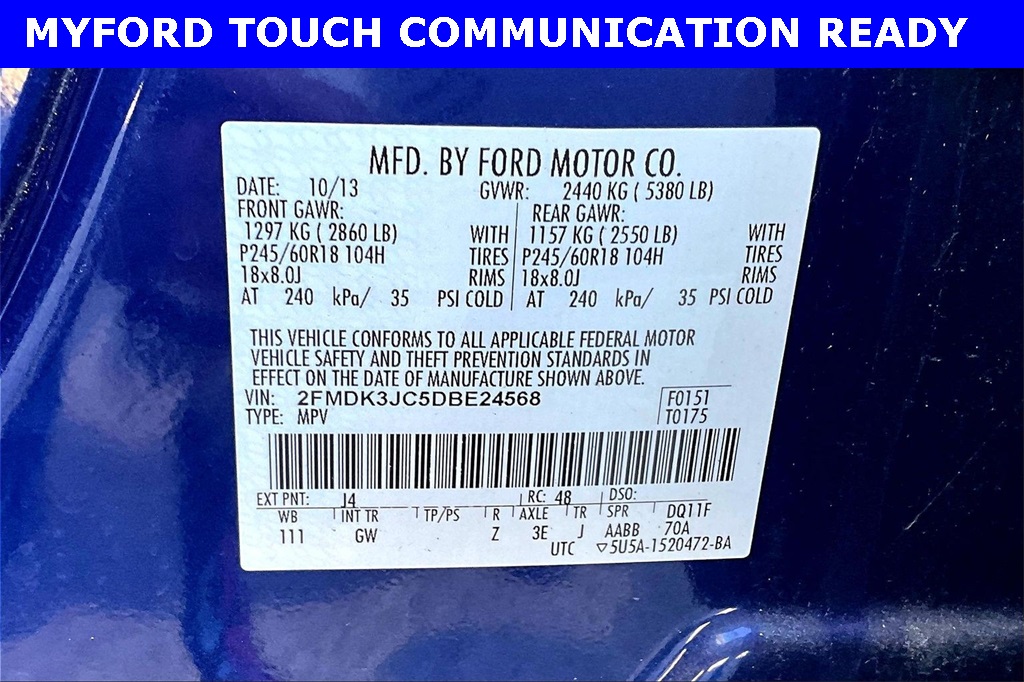 MYFORD TOUCH COMMUNICATION READY
MFD. BY FORD MOTOR CO.
DATE: 10/13 GVWR: 2440 KG ( 5380 LB)
FRONT GAWR: REAR GAWR:
1297 KG ( 2860 LB) WITH 1157 KG ( 2550 LB) WITH
P245/60R18 104H TIRES P245/60R18 104H TIRES
18x8.0J RIMS 18x8.0J RIMS
AT 240 kPa/ 35 PSI COLD AT 240 kPa/ 35 PSI COLD
THIS VEHICLE CONFORMS TO ALL APPLICABLE FEDERAL MOTOR
VEHICLE SAFETY AND THEFT PREVENTION STANDARDS IN
EFFECT ON THE DATE OF MANUFACTURE SHOWN ABOVE.
VIN: 2FMDK3JC5DBE24568 F0151
TYPE: MPV T0175
EXT PNT: J4 RC: 48 DSO:
WB INT TR TP/PS R AXLE TR SPR DQ11F
111 GW Z 3E J AABB 70A
UTC ▽5U5A-1520472-BA